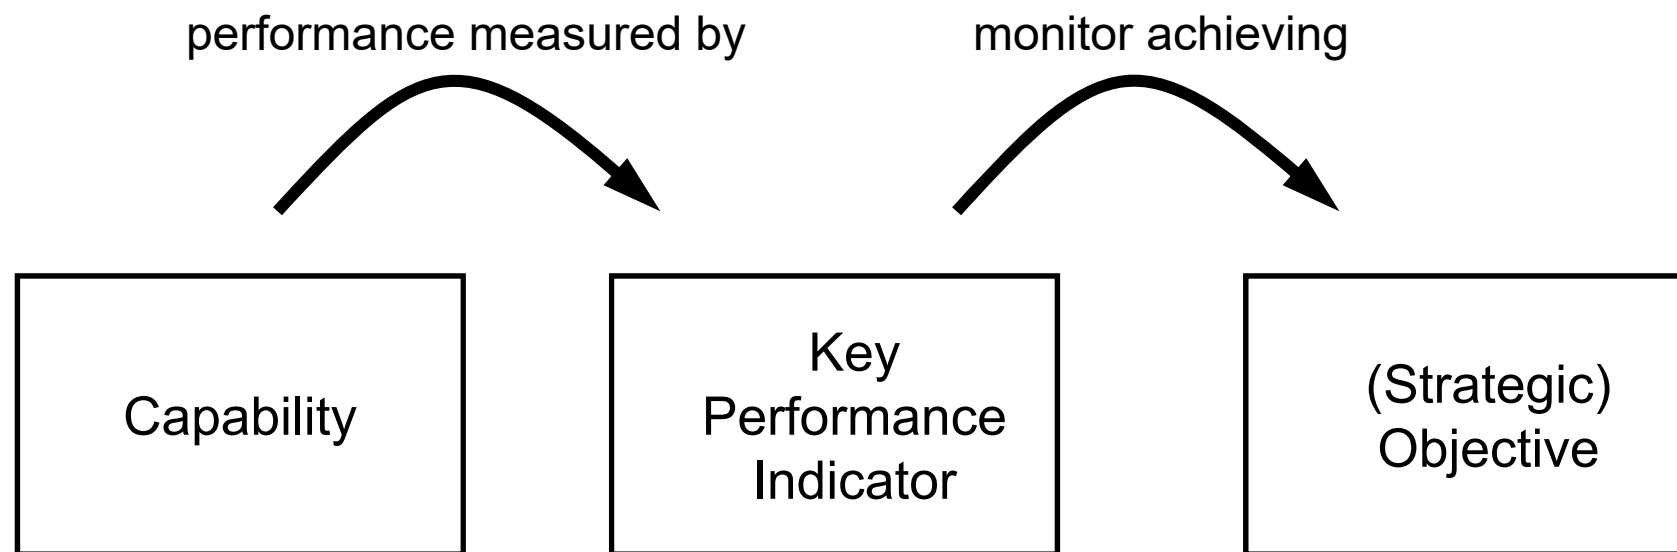 performance measured by
monitor achieving
Capability
Key
Performance
Indicator
(Strategic)
Objective